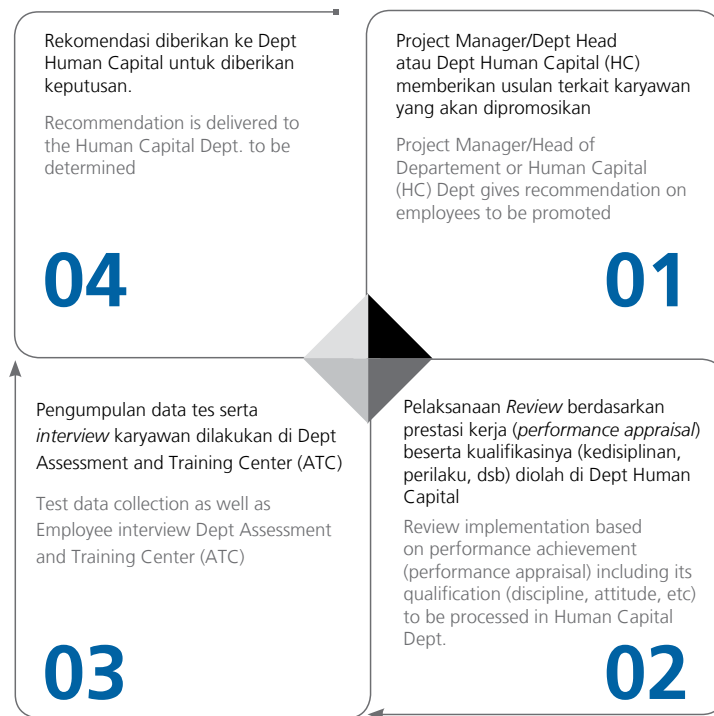 Rekomendasi diberikan ke Dept
Human Capital untuk diberikan
keputusan.
Recommendation is delivered to
the Human Capital Dept. to be
determined
04
Project Manager/Dept Head
atau Dept Human Capital (HC)
memberikan usulan terkait karyawan
yang akan dipromosikan
Project Manager/Head of
Departement or Human Capital
(HC) Dept gives recommendation on
employees to be promoted
01
Pengumpulan data tes serta
interview karyawan dilakukan di Dept
Assessment and Training Center (ATC)
Test data collection as well as
Employee interview Dept Assessment
and Training Center (ATC)
03
Pelaksanaan Review berdasarkan
prestasi kerja (performance appraisal)
beserta kualifikasinya (kedisplinan,
perilaku, dsb) diolah di Dept Human
Capital
Review implementation based
on performance achievement
(performance appraisal) including its
qualification (discipline, attitude, etc)
to be processed in Human Capital
Dept.
02